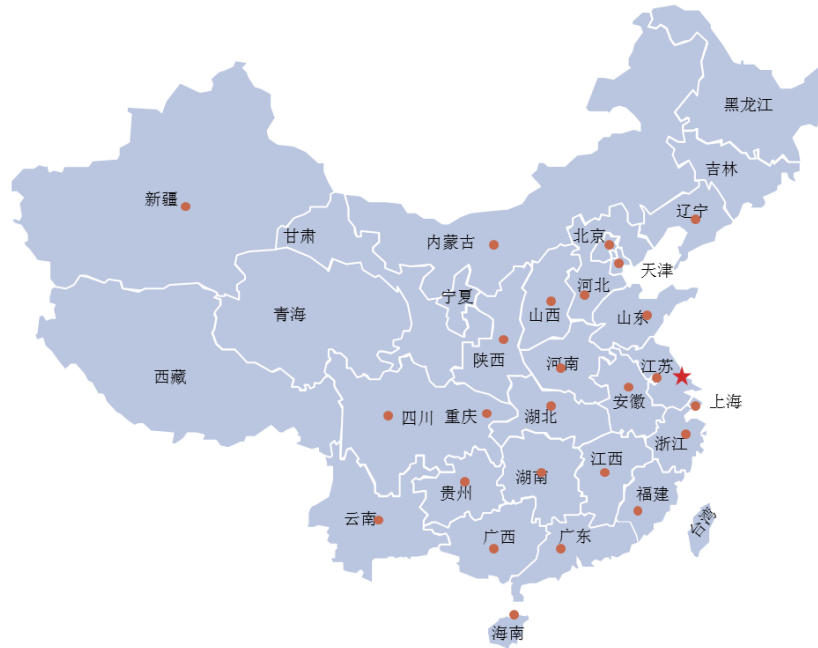 黑龙江
吉林
新疆
辽宁
甘肃
内蒙古
北京
天津
宁夏
河北
青海
山西
山东
陕西
河南
江苏
西藏
安徽
上海
四川
重庆
湖北
浙江
江西
湖南
贵州
福建
云南
台湾
广西
广东
海南